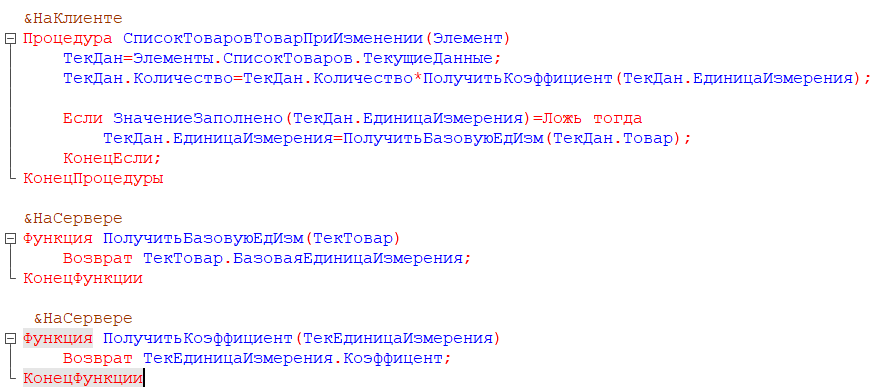 &НаКлиенте
Процедура СписокТоваровТоварПриИзменении(Элемент)
ТекДан=Элементы.СписокТоваров.ТекущиеДанные;
ТекДан.Количество=ТекДан.Количество*ПолучитьКоэффициент(ТекДан.ЕдиницаИзмерения);
Если ЗначениеЗаполнено(ТекДан.ЕдиницаИзмерения)=Ложь тогда
ТекДан.ЕдиницаИзмерения=ПолучитьБазовуюЕдИзм(ТекДан.Товар);
КонецЕсли;
КонецПроцедуры
&НаСервере
Функция ПолучитьБазовуюЕдИзм(ТекТовар)
Возврат ТекТовар.БазоваяЕдиницаИзмерения;
КонецФункции
&НаСервере
Функция ПолучитьКоэффициент(ТекЕдиницаИзмерения)
Возврат ТекЕдиницаИзмерения.Коэффицент;
КонецФункции